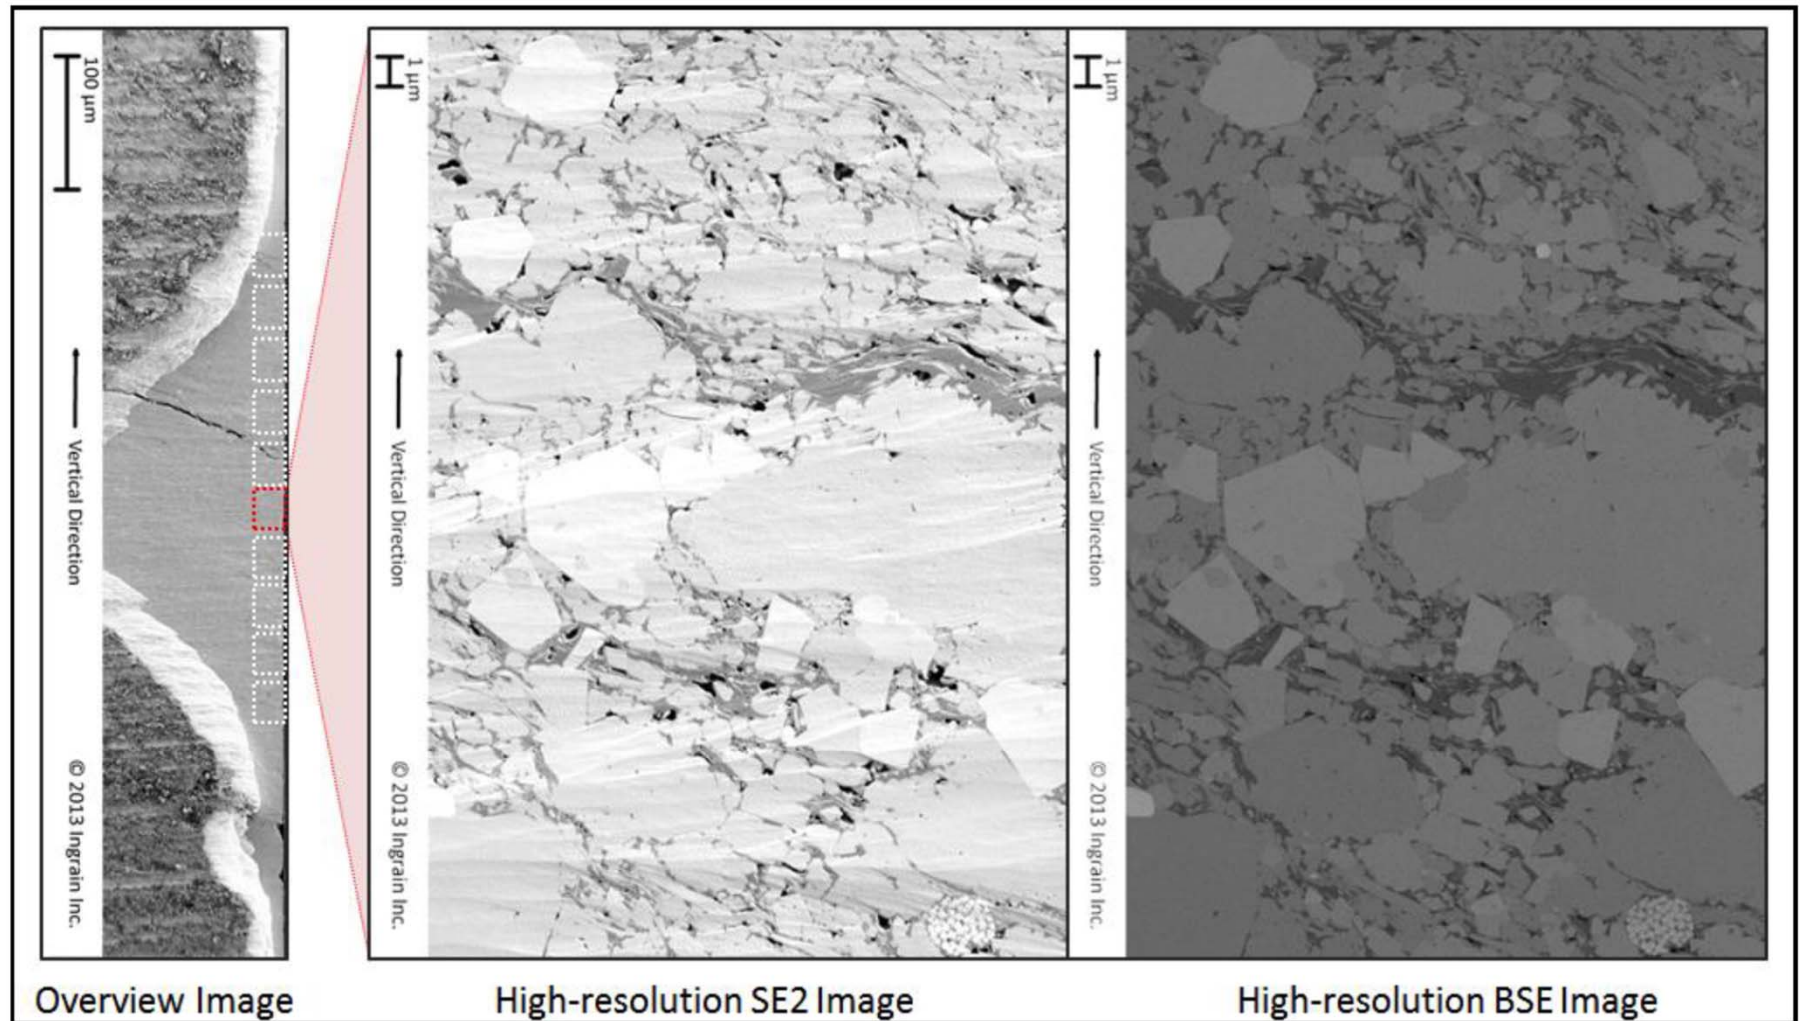 100 µm
Vertical Direction
© 2013 Ingrain Inc.
1 µm
Vertical Direction
© 2013 Ingrain Inc.
1 µm
Vertical Direction
© 2013 Ingrain Inc.
Overview Image
High-resolution SE2 Image
High-resolution BSE Image